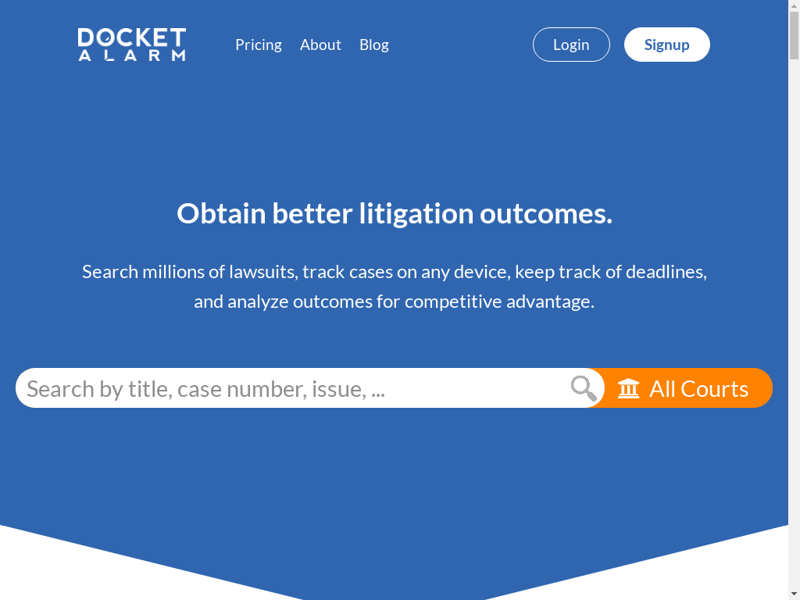 DOCKET
ALARM
Pricing About Blog Login Signup
Obtain better litigation outcomes.
Search millions of lawsuits, track cases on any device, keep track of deadlines,
and analyze outcomes for competitive advantage.
Search by title, case number, issue, ... All Courts